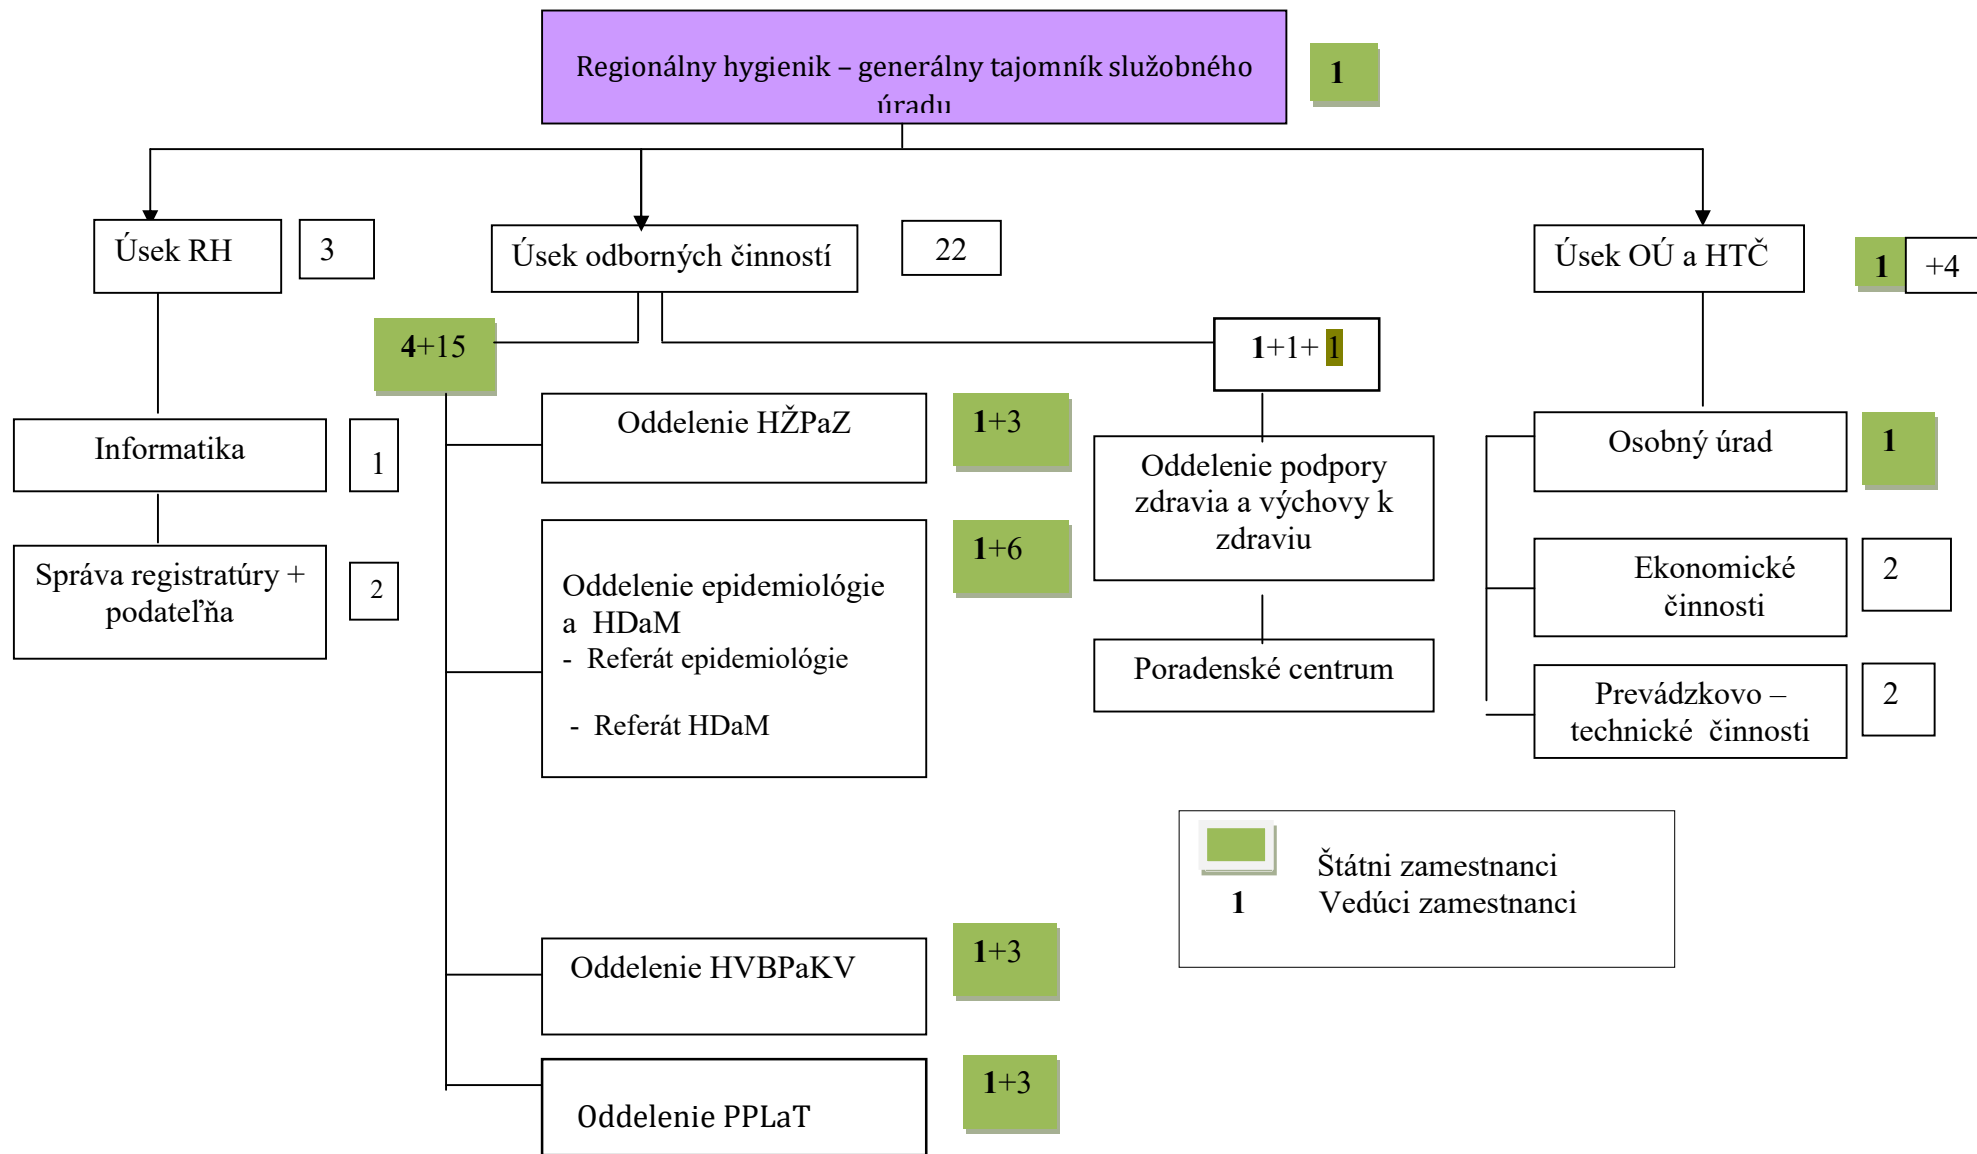 Regionálny hygienik – generálny tajomník služobného
úradu
1
Úsek RH
3
Úsek odborných činností
22
Úsek OÚ a HTČ
1
+4
4+15
1+1+ 1
Oddelenie HŽPaZ
1+3
Informatika
1
Oddelenie podpory
zdravia a výchovy k
zdraviu
Osobný úrad
1
Správa registratúry +
podateľňa
2
Oddelenie epidemiológie
a HDaM
- Referát epidemiológie
- Referát HDaM
1+6
Poradenské centrum
Ekonomické
činnosti
2
Prevádzkovo –
technické činnosti
2
Štátni zamestnanci
1 Vedúci zamestnanci
Oddelenie HVBPaKV
1+3
Oddelenie PPLaT
1+3